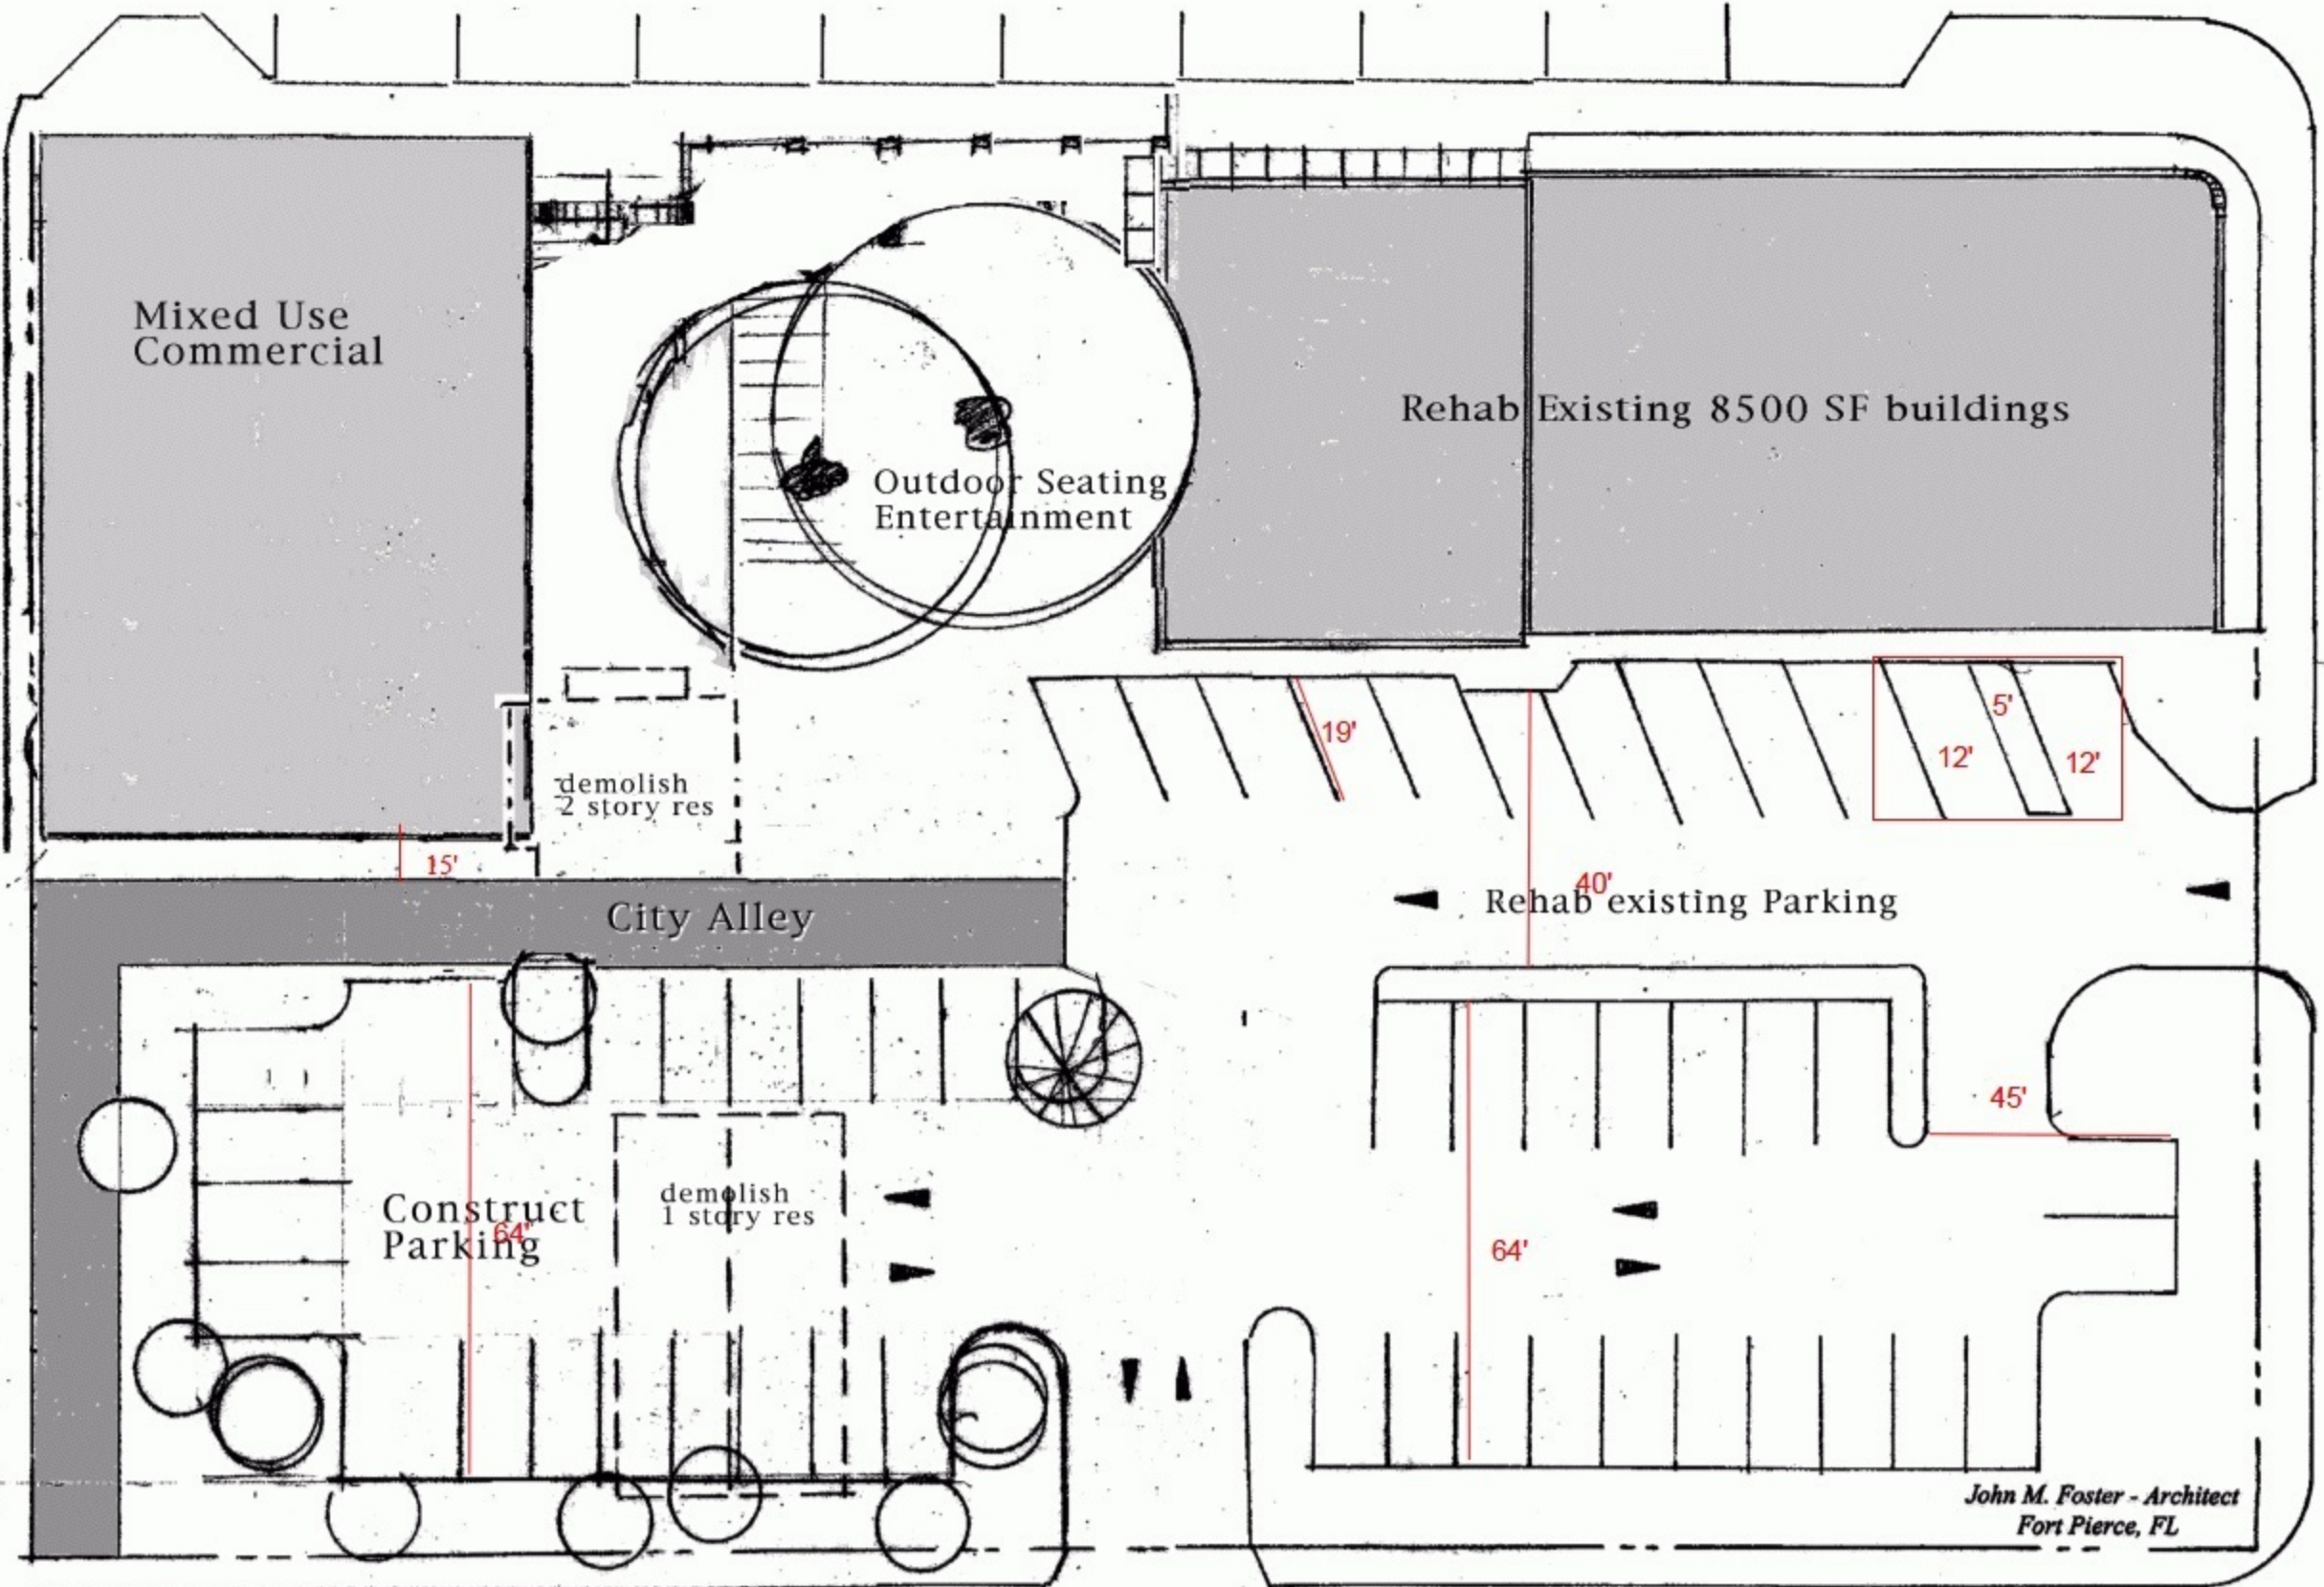 Mixed Use
Commercial
Rehab Existing 8500 SF buildings
Outdoor Seating
Entertainment
19'
5'
12'
12'
demolish
2 story res
15'
City Alley
40'
Rehab existing Parking
45'
demolish
1 story res
Construct
Parking
64'
64'
John M. Foster - Architect
Fort Pierce, FL